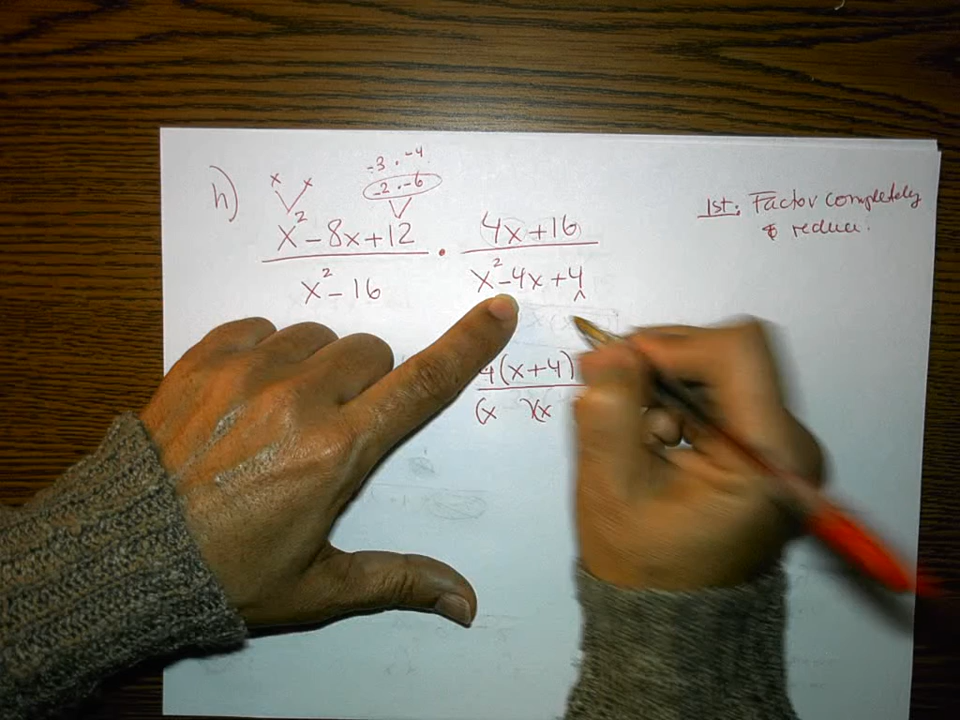 -3 · -4
x x -2 · -6
h) x² - 8x + 12 · 4x + 16
x² - 16 x² - 4x + 4
1st: Factor completely
& reduce.
4(x+4)
(x )(x